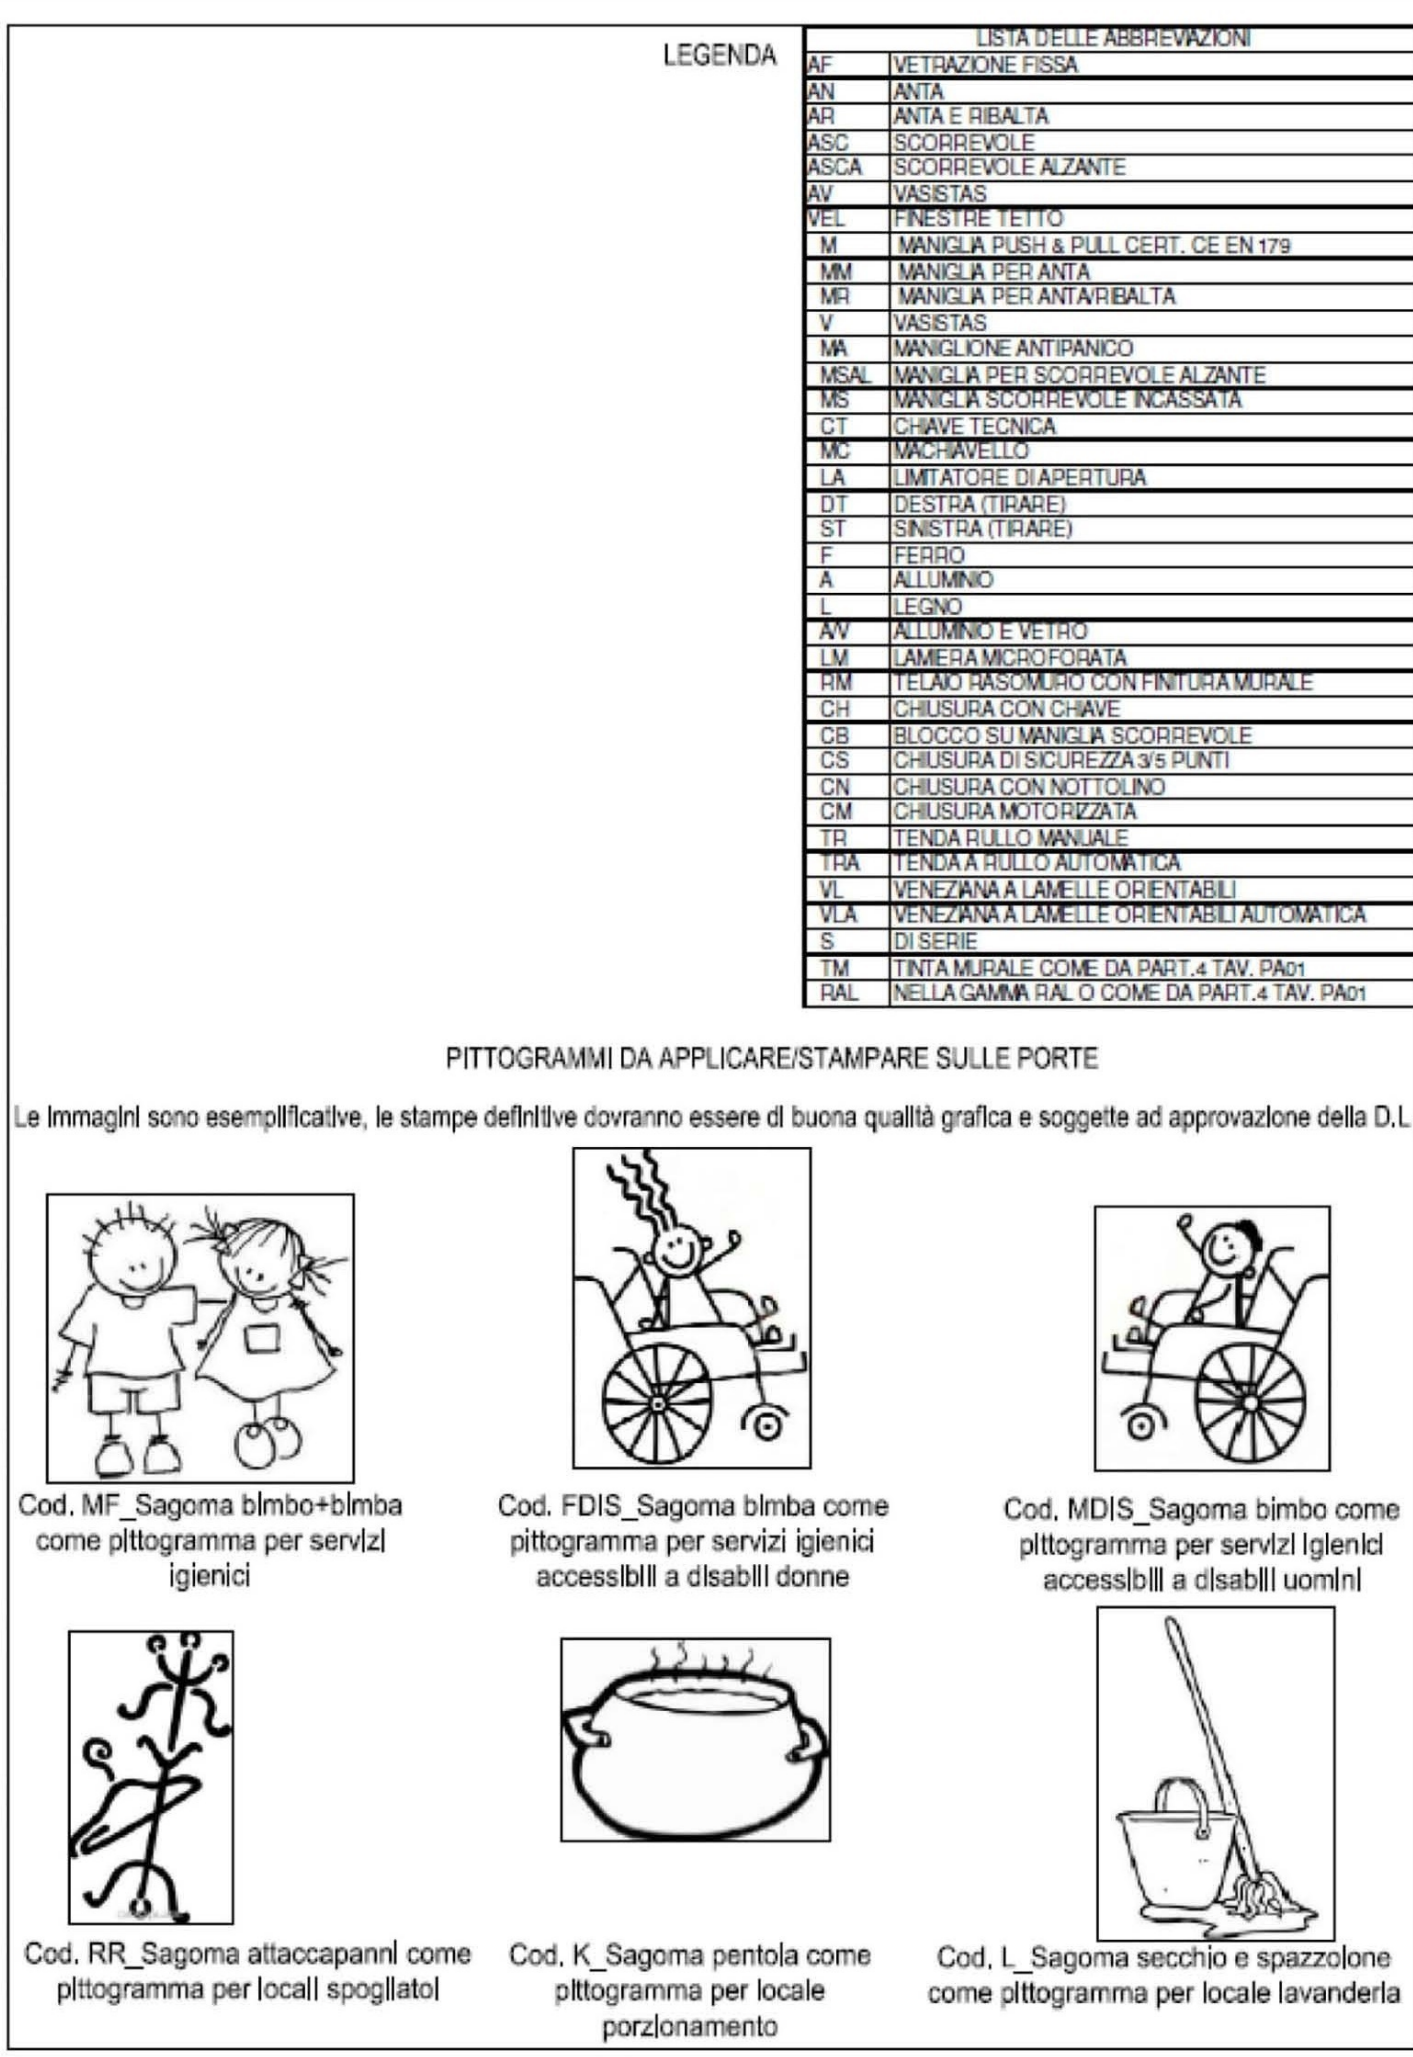 LEGENDA
LISTA DELLE ABBREVAZIONI
AF VETRAZIONE FISSA
AN ANTA
AR ANTA E RIBALTA
ASC SCORREVOLE
ASCA SCORREVOLE ALZANTE
AV VASISTAS
VEL FINESTRE TETTO
M MANIGLIA PUSH & PULL CERT. CE EN 179
MM MANIGLIA PER ANTA
MR MANIGLIA PER ANTA/RIBALTA
V VASISTAS
MA MANIGLIONE ANTIPANICO
MSAL MANIGLIA PER SCORREVOLE ALZANTE
MS MANIGLIA SCORREVOLE INCASSATA
CT CHIAVE TECNICA
MC MACHIAVELLO
LA LIMITATORE DI APERTURA
DT DESTRA (TIRARE)
ST SINISTRA (TIRARE)
F FERRO
A ALLUMINIO
L LEGNO
A/V ALLUMINIO E VETRO
LM LAMIERA MICROFORATA
RM TELAIO RASOMURO CON FINITURA MURALE
CH CHIUSURA CON CHIAVE
CB BLOCCO SU MANIGLIA SCORREVOLE
CS CHIUSURA DI SICUREZZA 3/5 PUNTI
CN CHIUSURA CON NOTTOLINO
CM CHIUSURA MOTORIZZATA
TR TENDA RULLO MANUALE
TRA TENDA A RULLO AUTOMATICA
VL VENEZIANA A LAMELLE ORIENTABILI
VLA VENEZIANA A LAMELLE ORIENTABILI AUTOMATICA
S DI SERIE
TM TINTA MURALE COME DA PART.4 TAV. PA01
RAL NELLA GAMMA RAL O COME DA PART.4 TAV. PA01
PITTOGRAMMI DA APPLICARE/STAMPARE SULLE PORTE
Le immagini sono esemplificative, le stampe definitive dovranno essere di buona qualità grafica e soggette ad approvazione della D.L
Cod. MF_Sagoma bimbo+bimba
come pittogramma per servizi
igienici
Cod. FDIS_Sagoma bimba come
pittogramma per servizi igienici
accessibili a disabili donne
Cod. MDIS_Sagoma bimbo come
pittogramma per servizi igienici
accessibili a disabili uomini
Cod. RR_Sagoma attaccapanni come
pittogramma per locali spogliatoi
Cod. K_Sagoma pentola come
pittogramma per locale
porzionamento
Cod. L_Sagoma secchio e spazzolone
come pittogramma per locale lavanderia